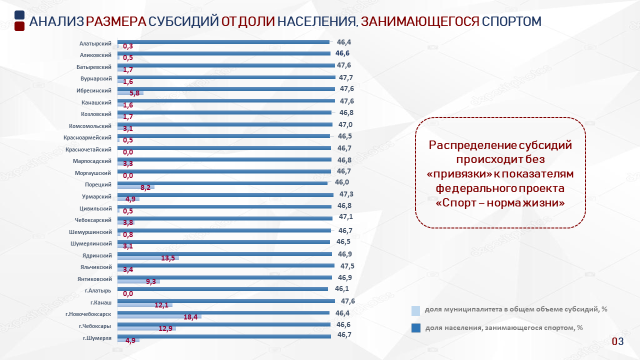 АНАЛИЗ РАЗМЕРА СУБСИДИЙ ОТ ДОЛИ НАСЕЛЕНИЯ, ЗАНИМАЮЩЕГОСЯ СПОРТОМ
Алатырский 0,3 46,4
Аликовский 0,5 46,6
Батыревский 1,7 47,6
Вурнарский 1,6 47,7
Ибресинский 5,8 47,6
Канашский 1,6 47,6
Козловский 1,7 46,8
Комсомольский 3,1 47,0
Красноармейский 0,5 46,5
Красночетайский 0,0 46,7
Марпосадский 3,3 46,8
Моргаушский 0,0 46,7
Порецкий 8,2 46,0
Урмарский 4,9 47,3
Цивильский 0,5 46,8
Чебоксарский 3,8 47,1
Шемуршинский 0,8 46,7
Шумерлинский 3,1 46,5
Ядринский 13,5 46,9
Яльчикский 3,4 47,5
Янтиковский 9,3 46,9
г.Алатырь 0,0 46,1
г.Канаш 12,1 47,6
г.Новочебоксарск 18,4 46,4
г.Чебоксары 12,9 46,6
г.Шумерля 4,9 46,7
Распределение субсидий
происходит без
«привязки» к показателям
федерального проекта
«Спорт – норма жизни»
доля муниципалитета в общем объеме субсидий, %
доля населения, занимающегося спортом, %
03